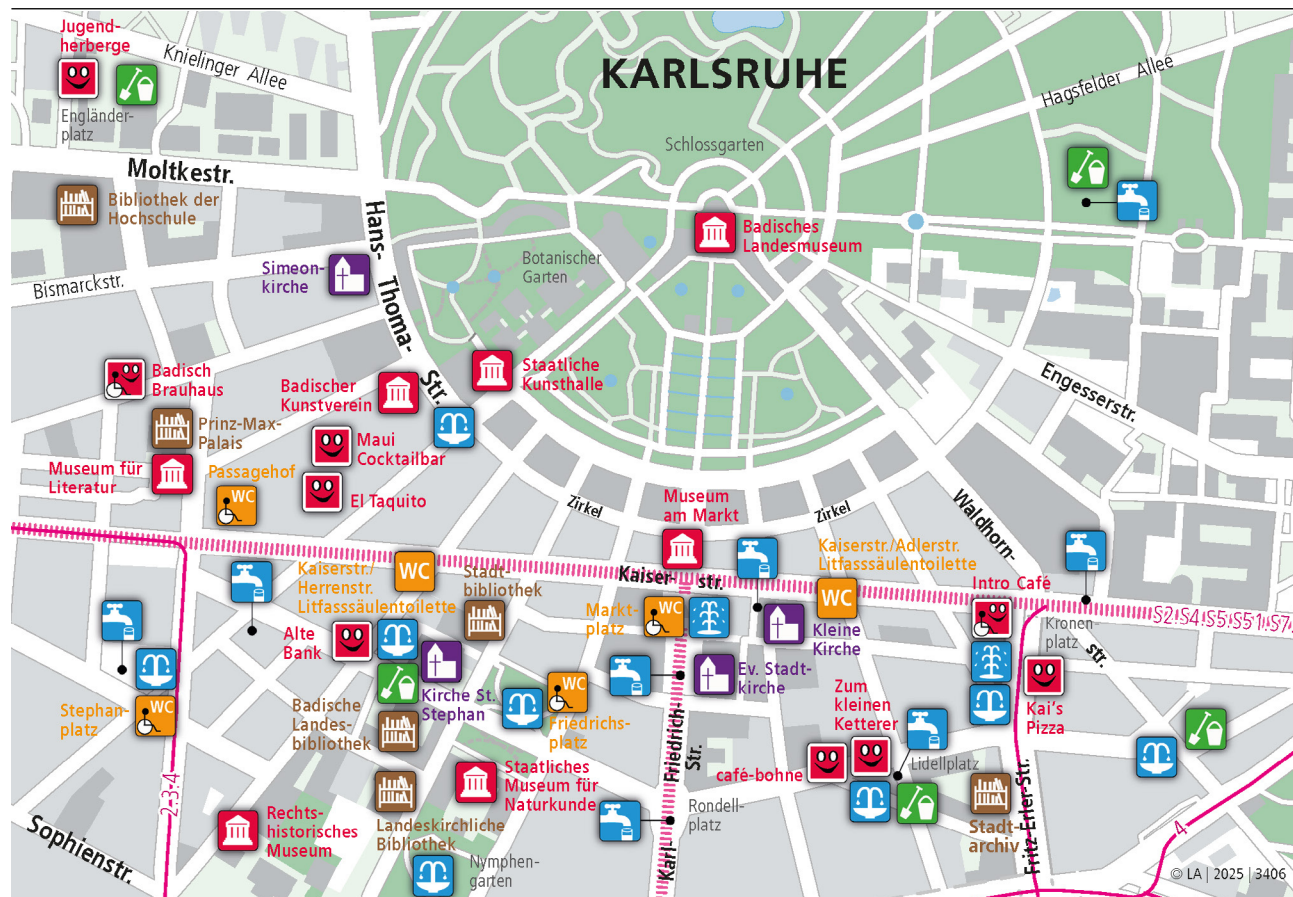 Jugend-
herberge
Knielinger Allee
Engländer-
platz
KARLSRUHE
Hagsfelder Allee
Schlossgarten
Moltkestr.
Bibliothek der
Hochschule
Hans-
Thoma-
Str.
Badisches
Landesmuseum
Simeon-
kirche
Botanischer
Garten
Bismarckstr.
Badisch
Brauhaus
Badischer
Kunstverein
Staatliche
Kunsthalle
Engesserstr.
Prinz-Max-
Palais
Maui
Cocktailbar
Museum für
Literatur
Passagehof
WC
El Taquito
Zirkel
Museum
am Markt
Zirkel
Waldhorn-
str.
Kaiserstr./
Herrenstr.
Litfasssäulentoilette
WC
Stadt-
bibliothek
Kaiser-
str.
Kaiserstr./Adlerstr.
Litfasssäulentoilette
WC
Intro Café
S2 S4 S5 S51 S7
Kronen-
platz
Markt-
platz
WC
Kleine
Kirche
Alte
Bank
Kirche St.
Stephan
Ev. Stadt-
kirche
Zum
kleinen
Ketterer
Kai's
Pizza
Stephan-
platz
WC
Badische
Landes-
bibliothek
WC
Friedrichs-
platz
Karl-
Friedrich-
Str.
café-bohne
Lidellplatz
2·3·4
Staatliches
Museum für
Naturkunde
Rondell-
platz
Stadt-
archiv
Fritz-Erler-Str.
4
Sophienstr.
Rechts-
historisches
Museum
Landeskirchliche
Bibliothek
Nymphen-
garten
© LA | 2025 | 3406